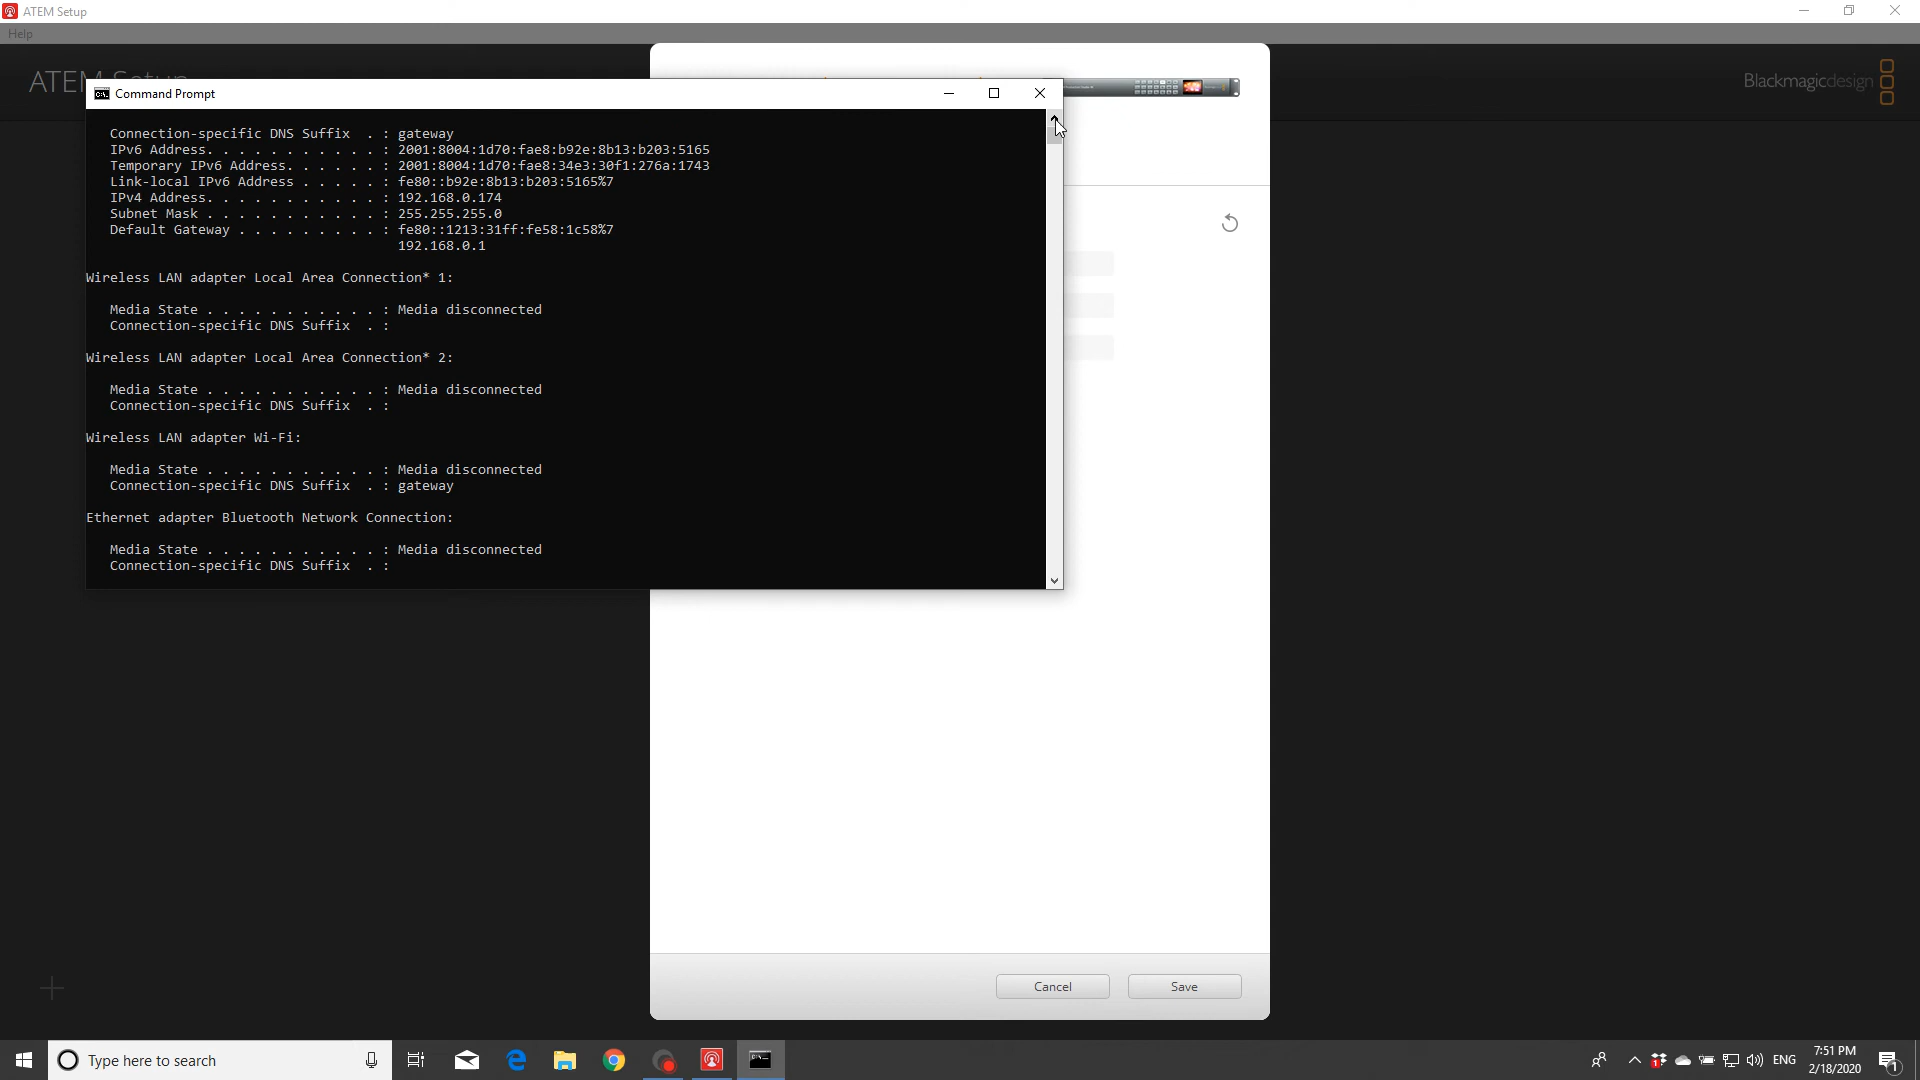 ATEM Setup
Help
ATEM Setup
Blackmagicdesign
Command Prompt
Connection-specific DNS Suffix . : gateway
IPv6 Address. . . . . . . . . . . : 2001:8004:1d70:fae8:b92e:8b13:b203:5165
Temporary IPv6 Address. . . . . . : 2001:8004:1d70:fae8:34e3:30f1:276a:1743
Link-local IPv6 Address . . . . . : fe80::b92e:8b13:b203:5165%7
IPv4 Address. . . . . . . . . . . : 192.168.0.174
Subnet Mask . . . . . . . . . . . : 255.255.255.0
Default Gateway . . . . . . . . . : fe80::1213:31ff:fe58:1c58%7
192.168.0.1
Wireless LAN adapter Local Area Connection* 1:
Media State . . . . . . . . . . . : Media disconnected
Connection-specific DNS Suffix . :
Wireless LAN adapter Local Area Connection* 2:
Media State . . . . . . . . . . . : Media disconnected
Connection-specific DNS Suffix . :
Wireless LAN adapter Wi-Fi:
Media State . . . . . . . . . . . : Media disconnected
Connection-specific DNS Suffix . : gateway
Ethernet adapter Bluetooth Network Connection:
Media State . . . . . . . . . . . : Media disconnected
Connection-specific DNS Suffix . :
Cancel
Save
Type here to search
ENG
7:51 PM
2/18/2020
1